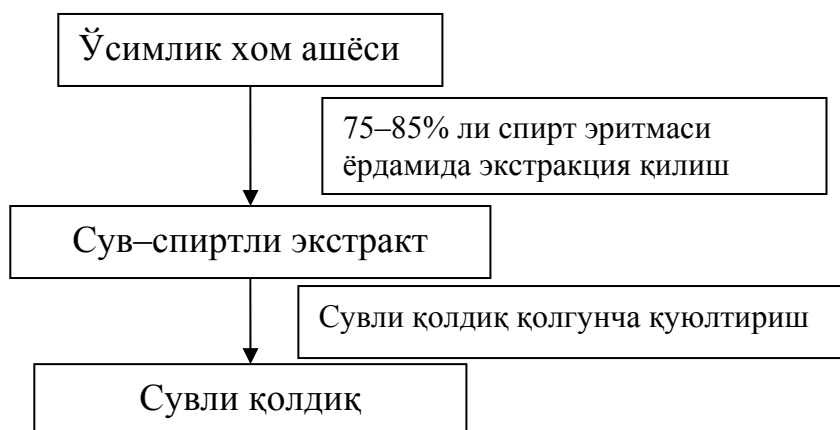 Ўсимлик хом ашёси
75–85% ли спирт эритмаси
ёрдамида экстракция қилиш
Сув–спиртли экстракт
Сувли қолдиқ қолгунча қуюлтириш
Сувли қолдиқ